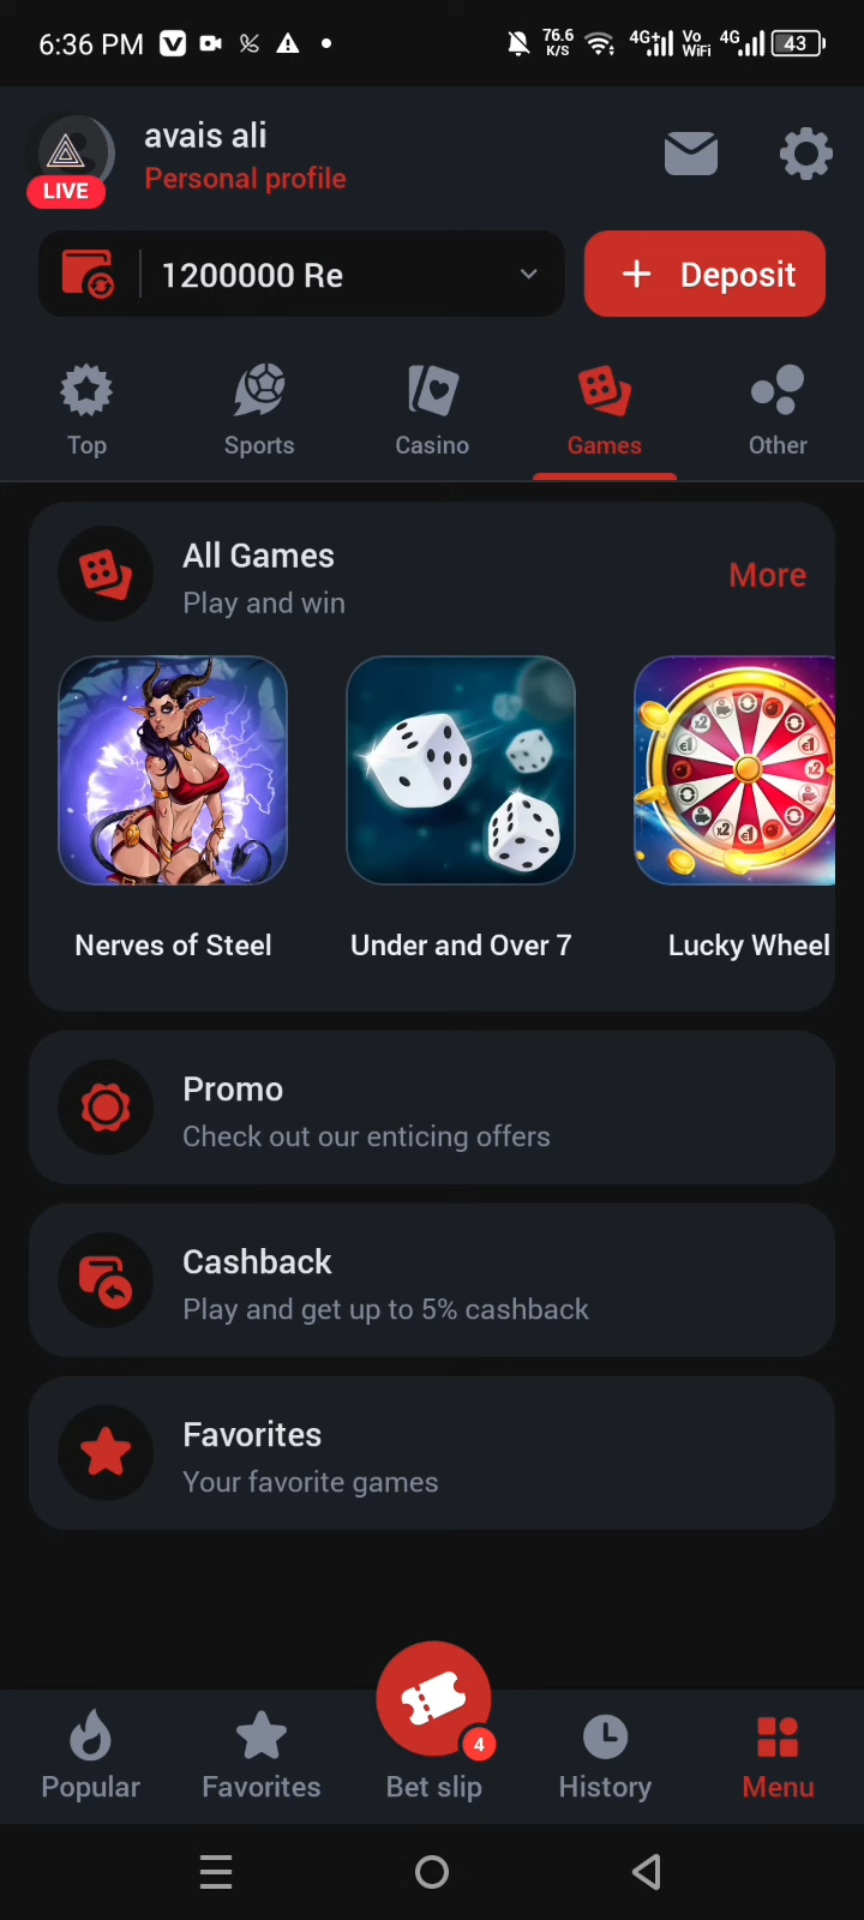 6:36 PM
76.6 K/S
4G+
Vo WiFi
4G
43
avais ali
Personal profile
LIVE
1200000 Re
+ Deposit
Top
Sports
Casino
Games
Other
All Games
Play and win
More
Nerves of Steel
Under and Over 7
Lucky Wheel
Promo
Check out our enticing offers
Cashback
Play and get up to 5% cashback
Favorites
Your favorite games
4
Popular
Favorites
Bet slip
History
Menu